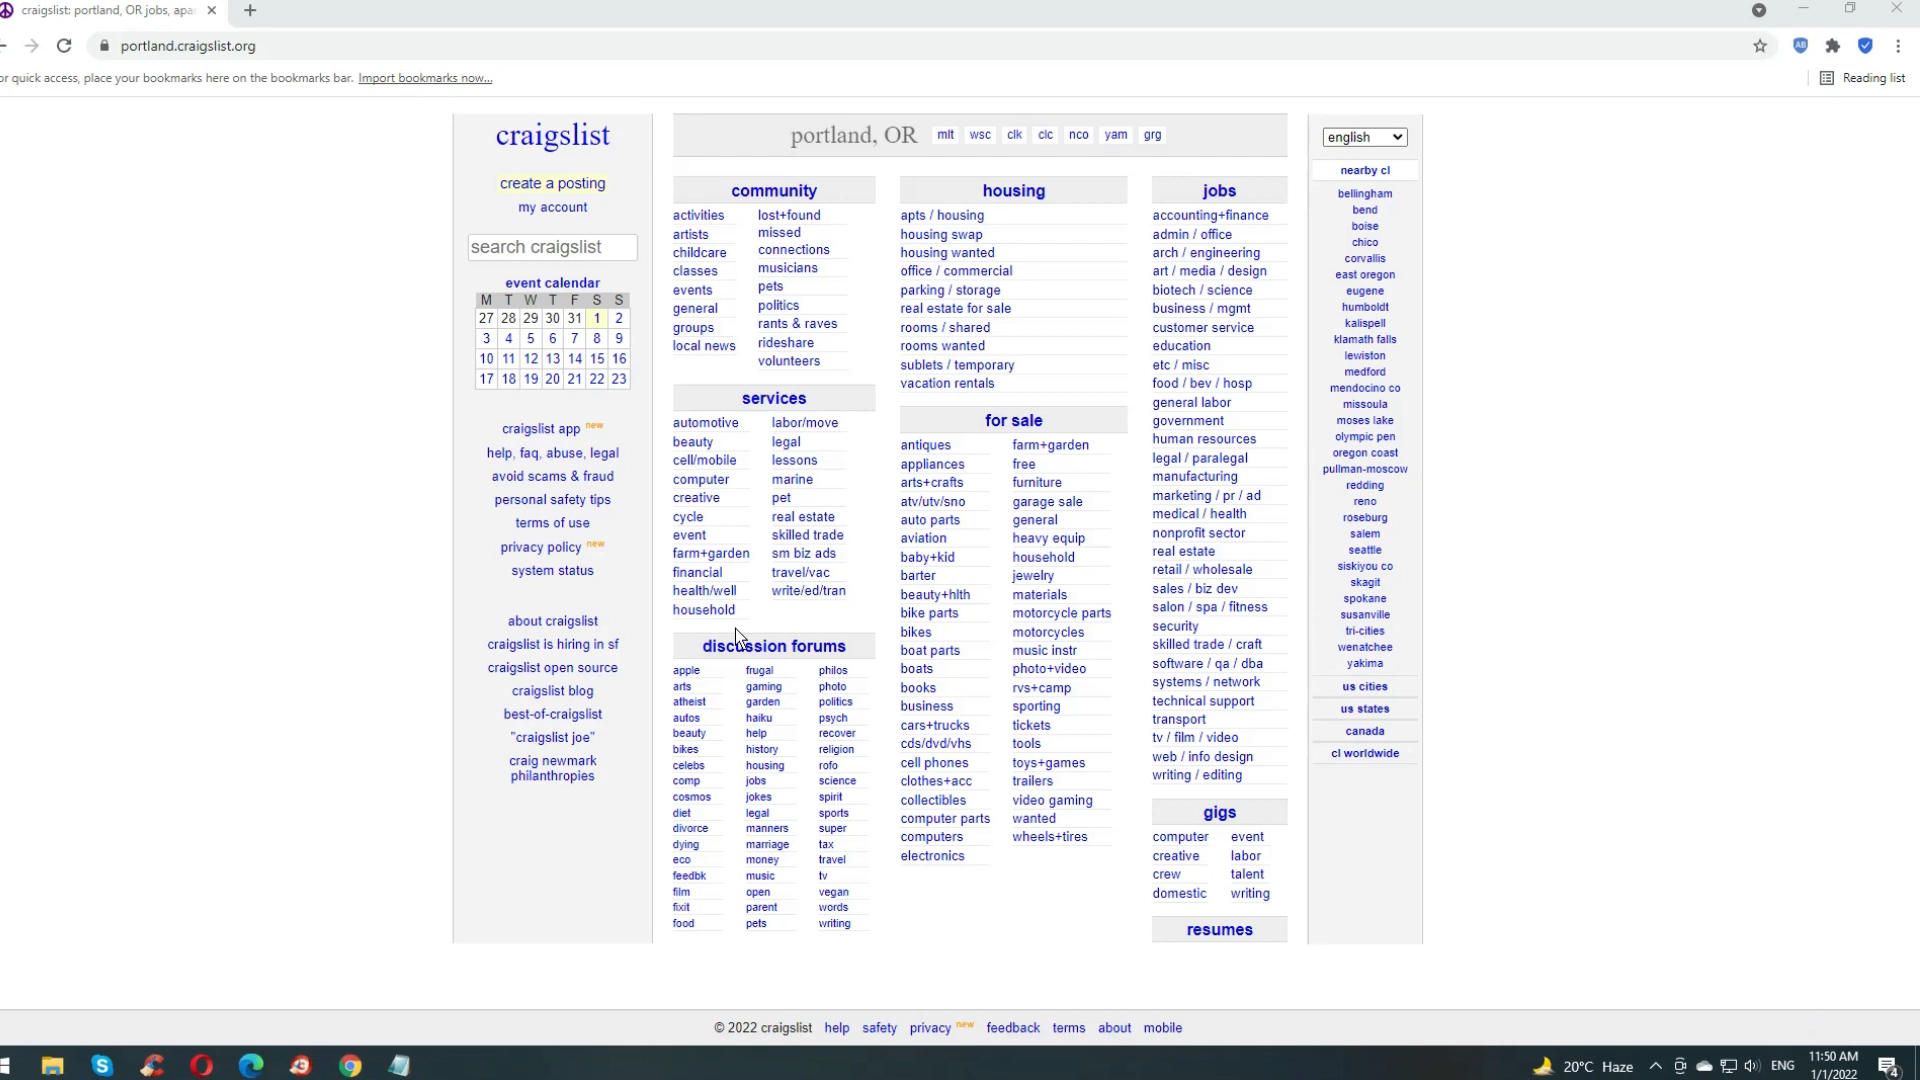 craigslist: portland, OR jobs, apa
portland.craigslist.org
or quick access, place your bookmarks here on the bookmarks bar. Import bookmarks now...
Reading list
craigslist
create a posting
my account
search craigslist
event calendar
M T W T F S S
27 28 29 30 31 1 2
3 4 5 6 7 8 9
10 11 12 13 14 15 16
17 18 19 20 21 22 23
craigslist app new
help, faq, abuse, legal
avoid scams & fraud
personal safety tips
terms of use
privacy policy new
system status
about craigslist
craigslist is hiring in sf
craigslist open source
craigslist blog
best-of-craigslist
"craigslist joe"
craig newmark
philanthropies
portland, OR mlt wsc clk clc nco yam grg
community
activities
artists
childcare
classes
events
general
groups
local news
lost+found
missed
connections
musicians
pets
politics
rants & raves
rideshare
volunteers
services
automotive
beauty
cell/mobile
computer
creative
cycle
event
farm+garden
financial
health/well
household
labor/move
legal
lessons
marine
pet
real estate
skilled trade
sm biz ads
travel/vac
write/ed/tran
discussion forums
apple
arts
atheist
autos
beauty
bikes
celebs
comp
cosmos
diet
divorce
dying
eco
feedbk
film
fixit
food
frugal
gaming
garden
haiku
help
history
housing
jobs
jokes
legal
manners
marriage
money
music
open
parent
pets
philos
photo
politics
psych
recover
religion
rofo
science
spirit
sports
super
tax
travel
tv
vegan
words
writing
housing
apts / housing
housing swap
housing wanted
office / commercial
parking / storage
real estate for sale
rooms / shared
rooms wanted
sublets / temporary
vacation rentals
for sale
antiques
appliances
arts+crafts
atv/utv/sno
auto parts
aviation
baby+kid
barter
beauty+hlth
bike parts
bikes
boat parts
boats
books
business
cars+trucks
cds/dvd/vhs
cell phones
clothes+acc
collectibles
computer parts
computers
electronics
farm+garden
free
furniture
garage sale
general
heavy equip
household
jewelry
materials
motorcycle parts
motorcycles
music instr
photo+video
rvs+camp
sporting
tickets
tools
toys+games
trailers
video gaming
wanted
wheels+tires
jobs
accounting+finance
admin / office
arch / engineering
art / media / design
biotech / science
business / mgmt
customer service
education
etc / misc
food / bev / hosp
general labor
government
human resources
legal / paralegal
manufacturing
marketing / pr / ad
medical / health
nonprofit sector
real estate
retail / wholesale
sales / biz dev
salon / spa / fitness
security
skilled trade / craft
software / qa / dba
systems / network
technical support
transport
tv / film / video
web / info design
writing / editing
gigs
computer
creative
crew
domestic
event
labor
talent
writing
resumes
english
nearby cl
bellingham
bend
boise
chico
corvallis
east oregon
eugene
humboldt
kalispell
klamath falls
lewiston
medford
mendocino co
missoula
moses lake
olympic pen
oregon coast
pullman-moscow
redding
reno
roseburg
salem
seattle
siskiyou co
skagit
spokane
susanville
tri-cities
wenatchee
yakima
us cities
us states
canada
cl worldwide
© 2022 craigslist help safety privacy new feedback terms about mobile
20°C Haze
ENG
11:50 AM
1/1/2022
4